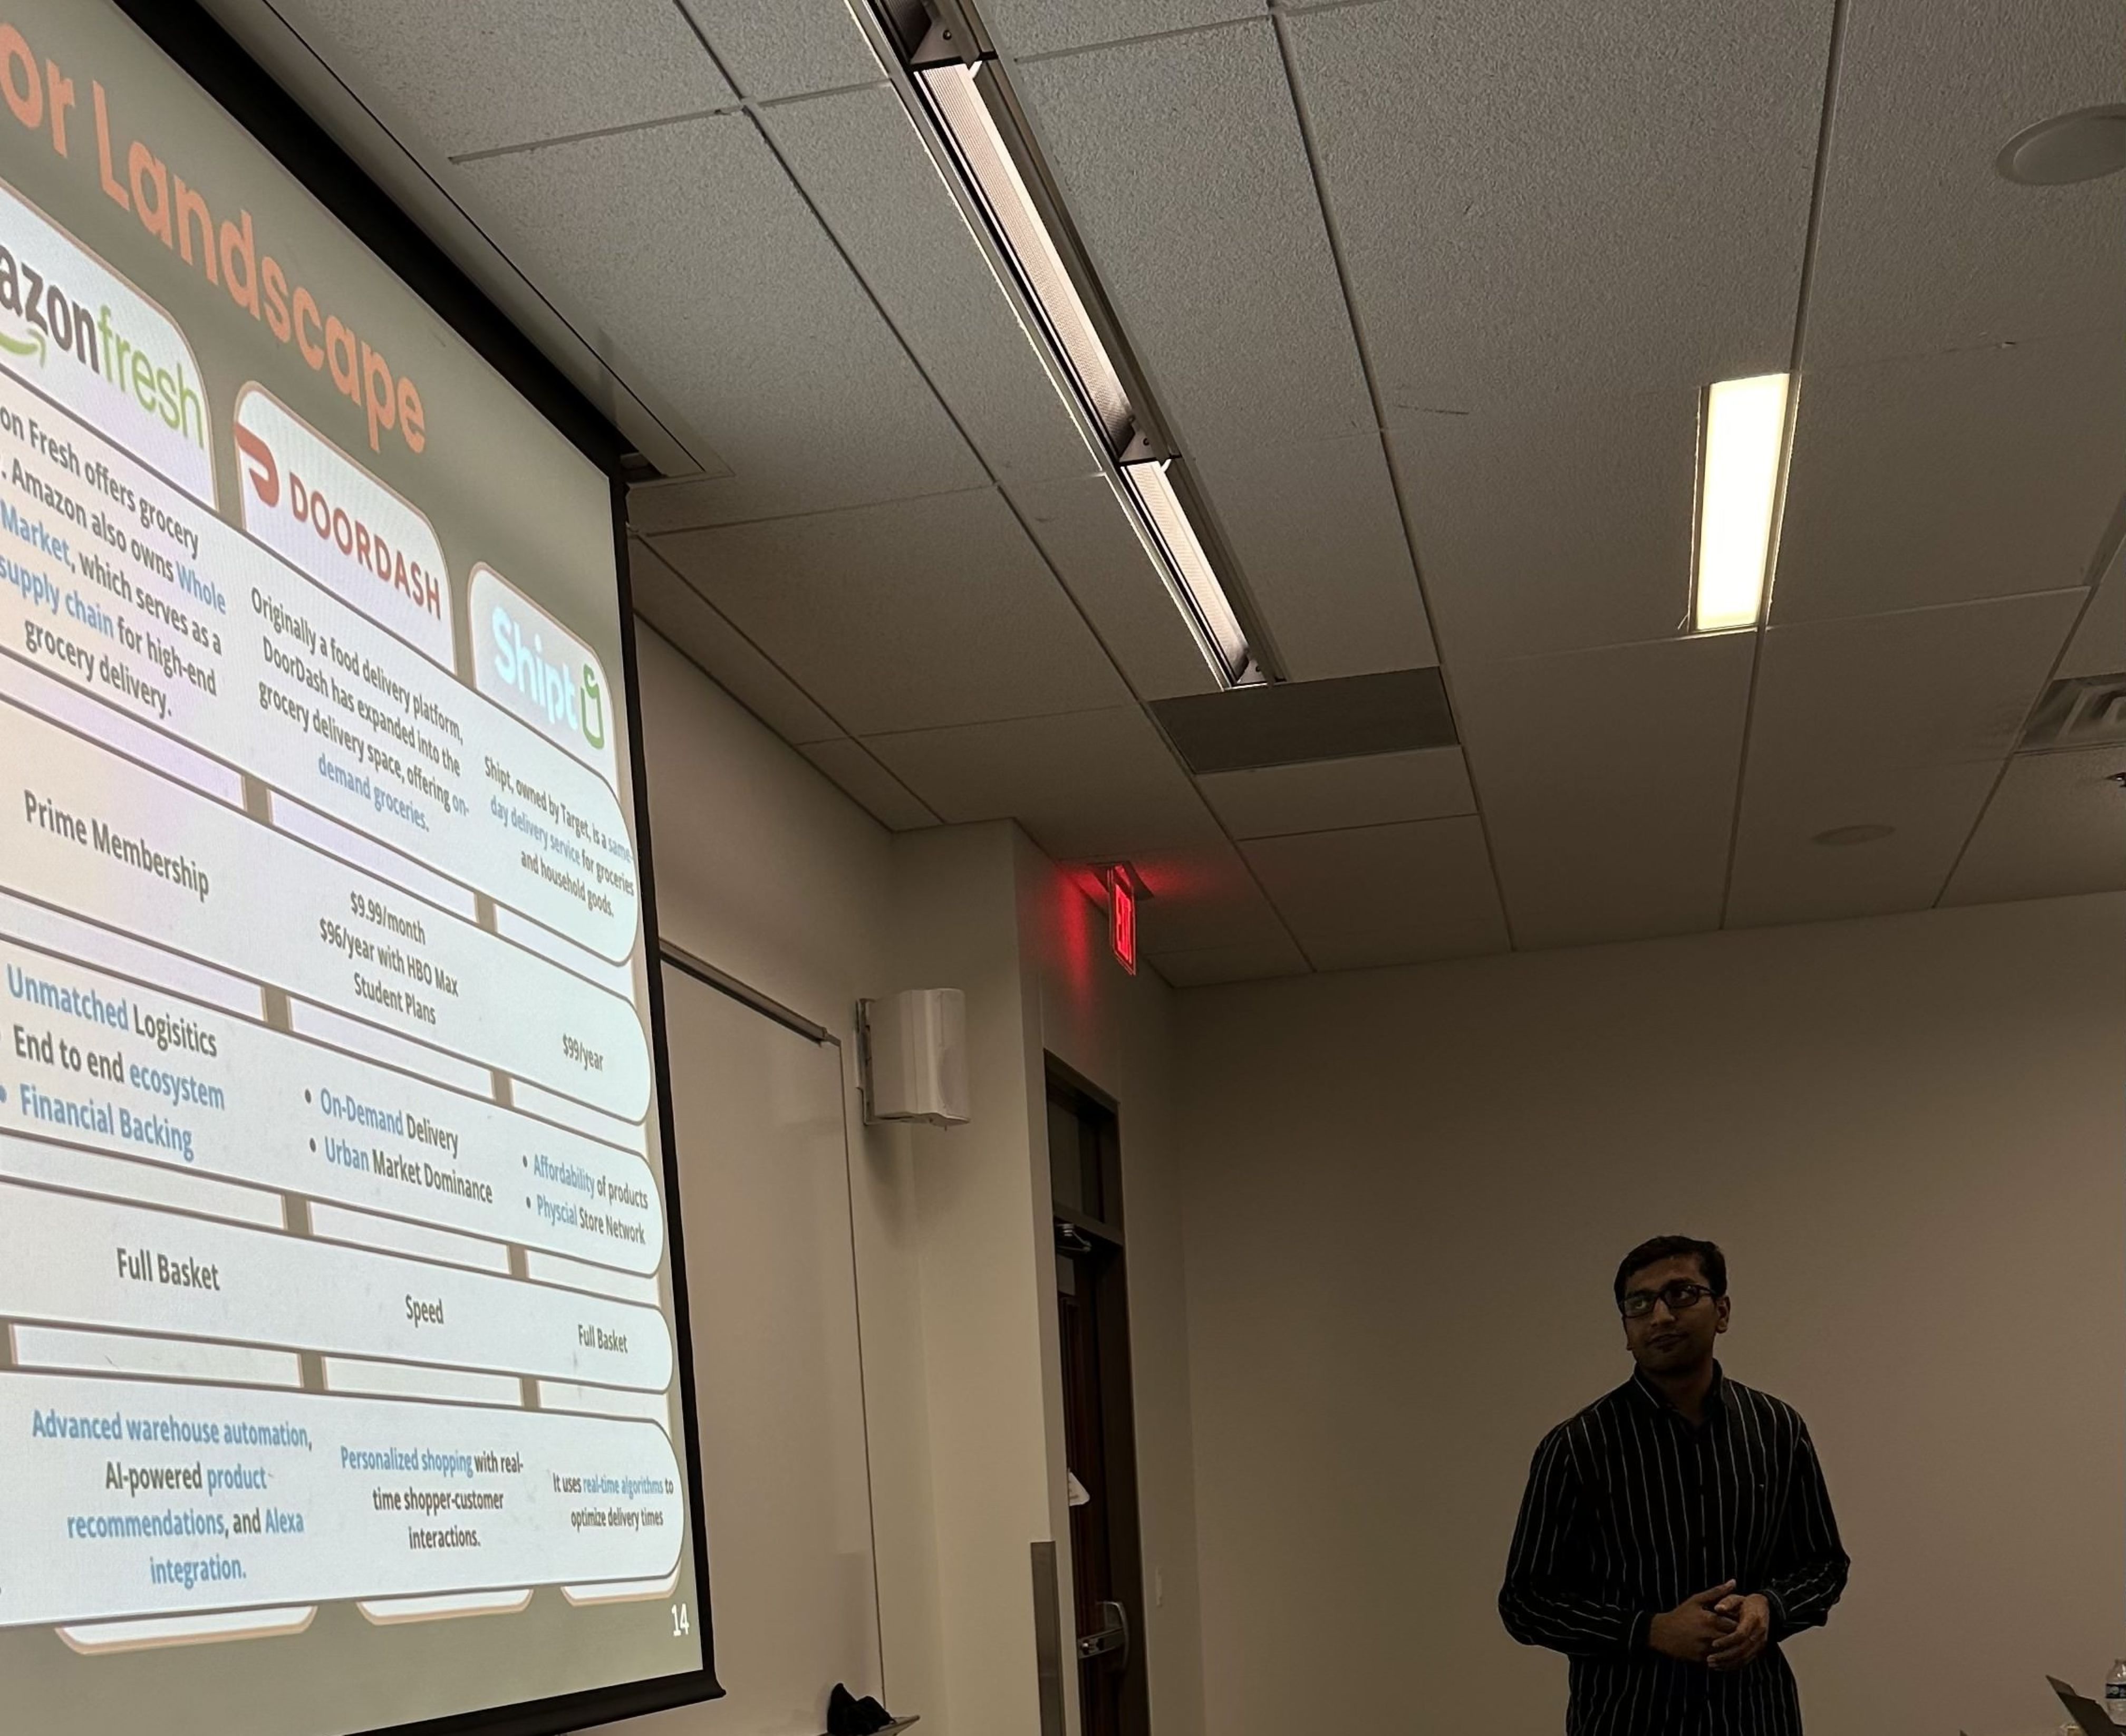 or Landscape
azonfresh
on Fresh offers grocery
. Amazon also owns Whole
Market, which serves as a
supply chain for high-end
grocery delivery.
Prime Membership
Unmatched Logisitics
End to end ecosystem
• Financial Backing
Full Basket
Advanced warehouse automation,
AI-powered product
recommendations, and Alexa
integration.
DOORDASH
Originally a food delivery platform,
DoorDash has expanded into the
grocery delivery space, offering on-
demand groceries.
$9.99/month
$96/year with HBO Max
Student Plans
• On-Demand Delivery
• Urban Market Dominance
Speed
Personalized shopping with real-
time shopper-customer
interactions.
Shipt
Shipt, owned by Target, is a same-
day delivery service for groceries
and household goods.
$99/year
• Affordability of products
• Physcial Store Network
Full Basket
It uses real-time algorithms to
optimize delivery times
14
EXIT